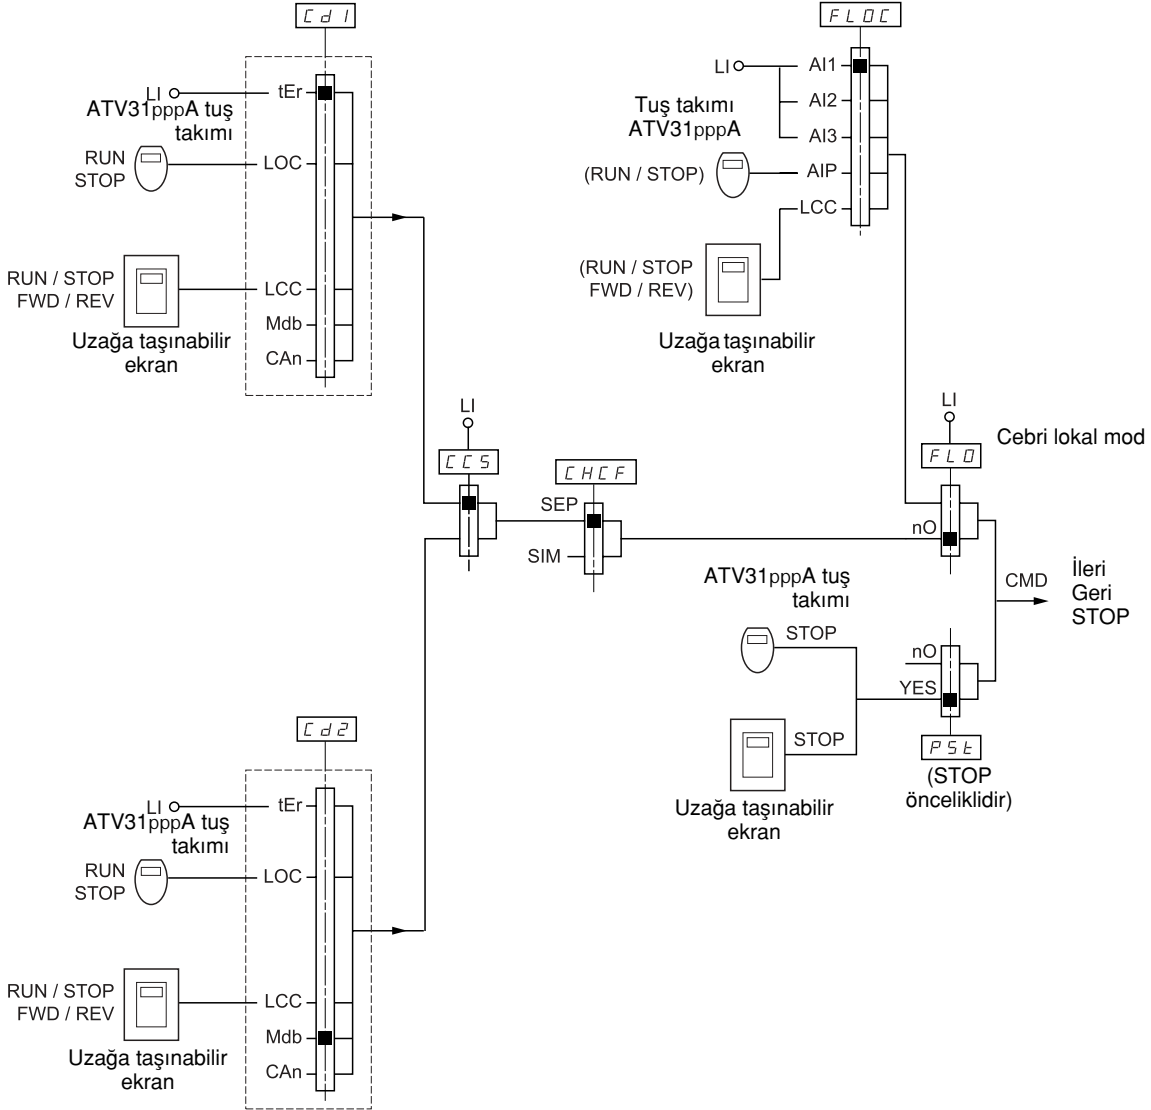 Cd1
LI
tEr
ATV31pppA tuş
takımı
RUN
STOP
LOC
RUN / STOP
FWD / REV
LCC
Mdb
CAn
Uzağa taşınabilir
ekran
FLOC
LI
AI1
AI2
AI3
AIP
LCC
Tuş takımı
ATV31pppA
(RUN / STOP)
(RUN / STOP
FWD / REV)
Uzağa taşınabilir
ekran
LI
CCS
CHCF
SEP
SIM
LI
FLO
Cebri lokal mod
nO
CMD
İleri
Geri
STOP
ATV31pppA tuş
takımı
STOP
nO
YES
STOP
PSt
(STOP
önceliklidir)
Uzağa taşınabilir
ekran
Cd2
LI
tEr
ATV31pppA tuş
takımı
RUN
STOP
LOC
RUN / STOP
FWD / REV
LCC
Mdb
CAn
Uzağa taşınabilir
ekran